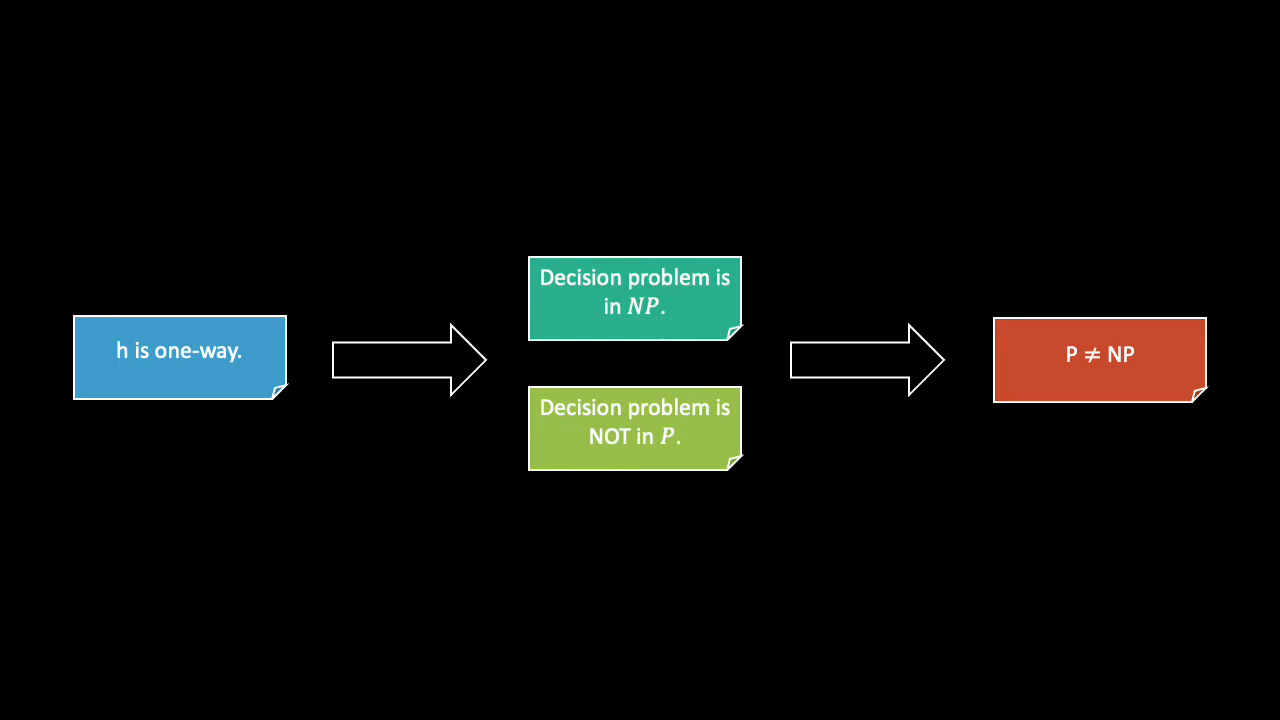 h is one-way.
Decision problem is
in NP.
Decision problem is
NOT in P.
P ≠ NP